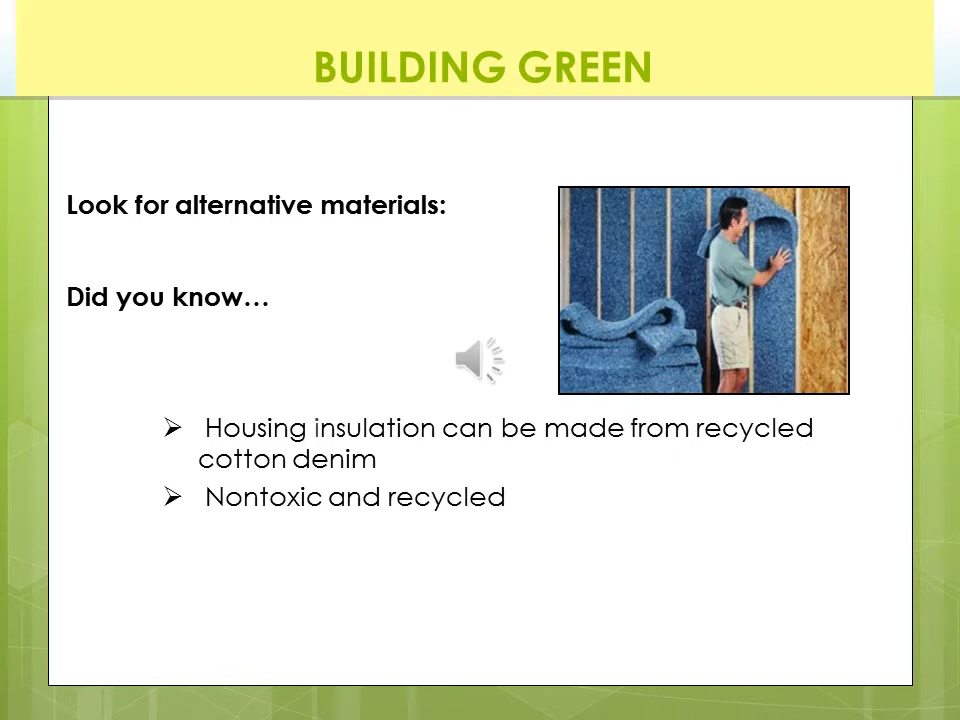 BUILDING GREEN
Look for alternative materials:
Did you know…
➢ Housing insulation can be made from recycled
cotton denim
➢ Nontoxic and recycled